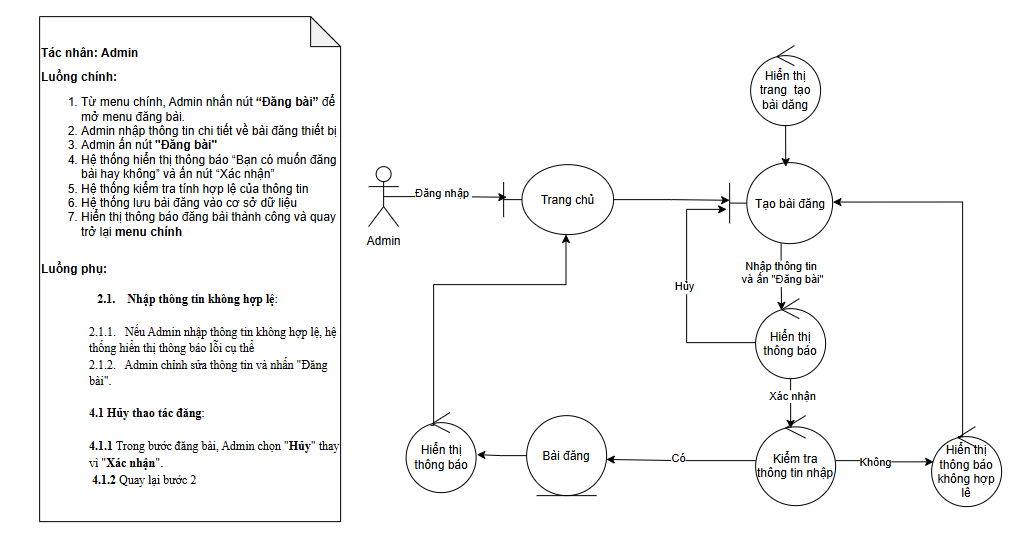 Tác nhân: Admin
Luồng chính:
1. Từ menu chính, Admin nhấn nút “Đăng bài” để
mở menu đăng bài.
2. Admin nhập thông tin chi tiết về bài đăng thiết bị
3. Admin ấn nút "Đăng bài"
4. Hệ thống hiển thị thông báo “Bạn có muốn đăng
bài hay không” và ấn nút “Xác nhận”
5. Hệ thống kiểm tra tính hợp lệ của thông tin
6. Hệ thống lưu bài đăng vào cơ sở dữ liệu
7. Hiển thị thông báo đăng bài thành công và quay
trở lại menu chính
Luồng phụ:
2.1. Nhập thông tin không hợp lệ:
2.1.1. Nếu Admin nhập thông tin không hợp lệ, hệ
thống hiển thị thông báo lỗi cụ thể
2.1.2. Admin chỉnh sửa thông tin và nhấn "Đăng
bài".
4.1 Hủy thao tác đăng:
4.1.1 Trong bước đăng bài, Admin chọn "Hủy" thay
vì "Xác nhận".
4.1.2 Quay lại bước 2
Hiển thị
trang tạo
bài dăng
Đăng nhập
Admin
Trang chủ
Tạo bài đăng
Nhập thông tin
và ấn "Đăng bài"
Hủy
Hiển thị
thông báo
Xác nhận
Hiển thị
thông báo
Bài đăng
Có
Kiểm tra
thông tin nhập
Không
Hiển thị
thông báo
không hợp
lệ